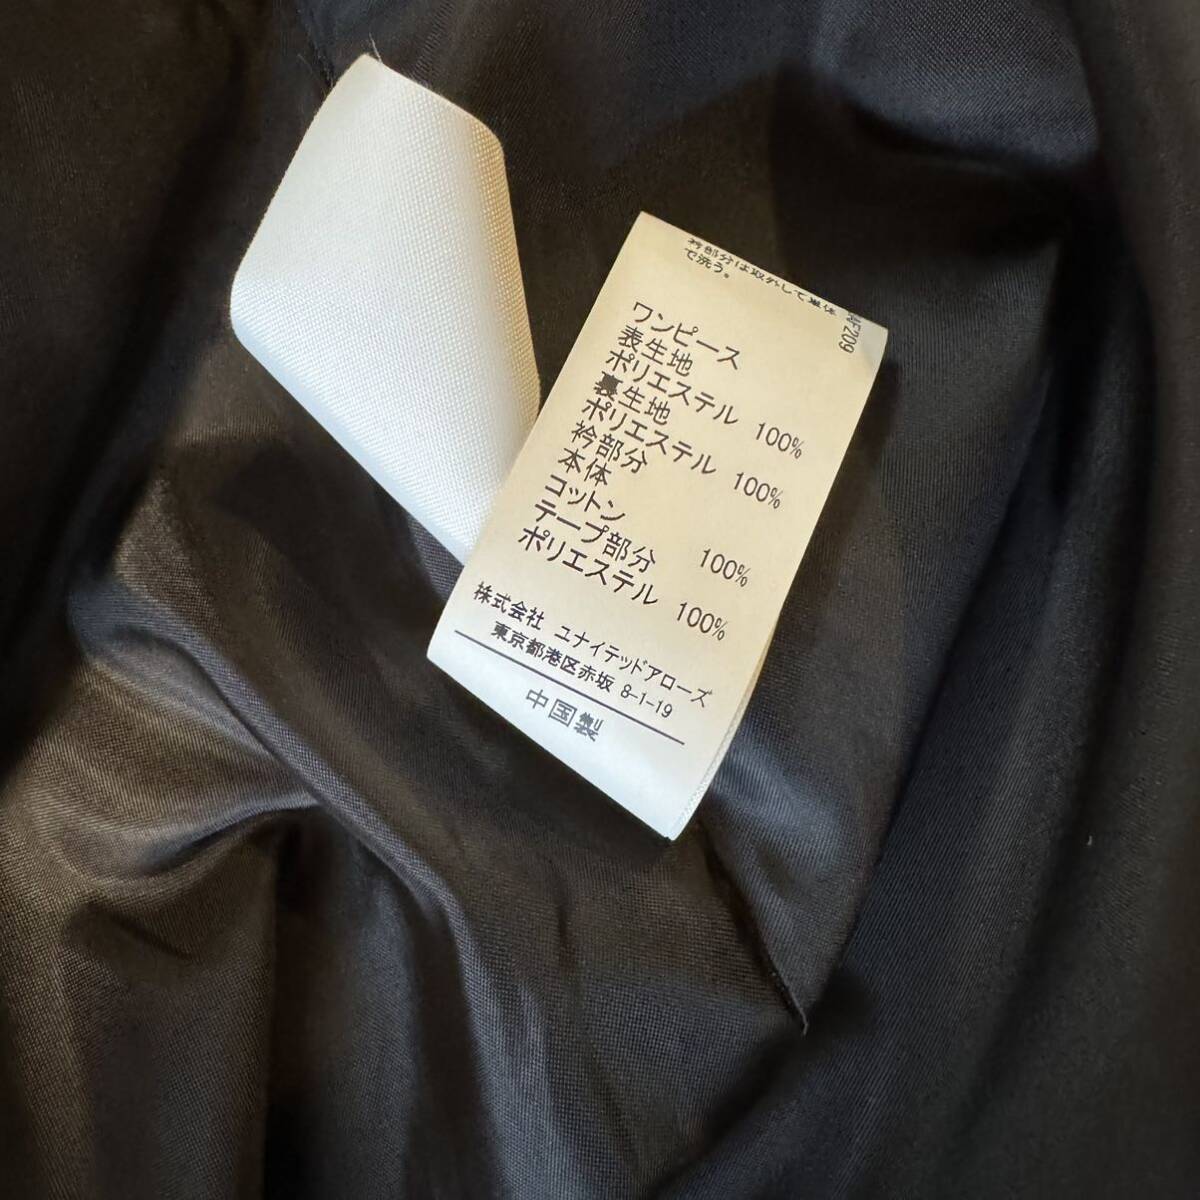 衿部分は取外して単体
で洗う。
ワンピース
表生地
ポリエステル 100%
裏生地
ポリエステル 100%
衿部分
本体
コットン 100%
テープ部分
ポリエステル 100%
株式会社 ユナイテッドアローズ
東京都港区赤坂 8-1-19
中国製